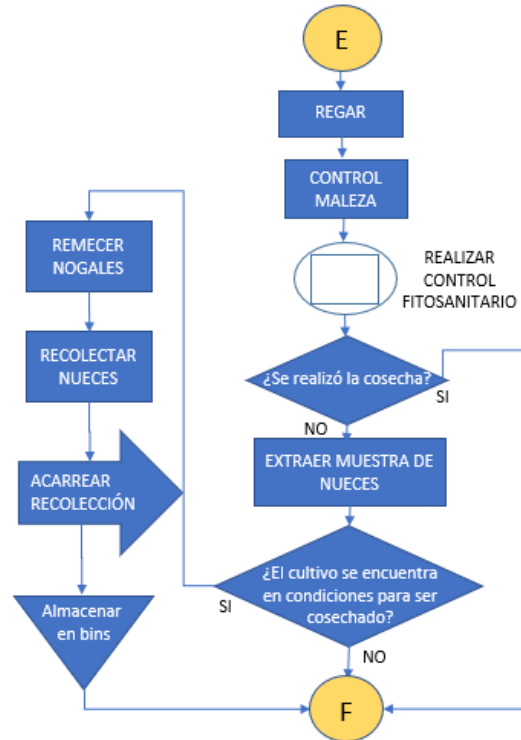 E
REGAR
CONTROL
MALEZA
REALIZAR
CONTROL
FITOSANITARIO
¿Se realizó la cosecha?
SI
NO
EXTRAER MUESTRA DE
NUECES
¿El cultivo se encuentra
en condiciones para ser
cosechado?
SI
NO
REMECER
NOGALES
RECOLECTAR
NUECES
ACARREAR
RECOLECCIÓN
Almacenar
en bins
F